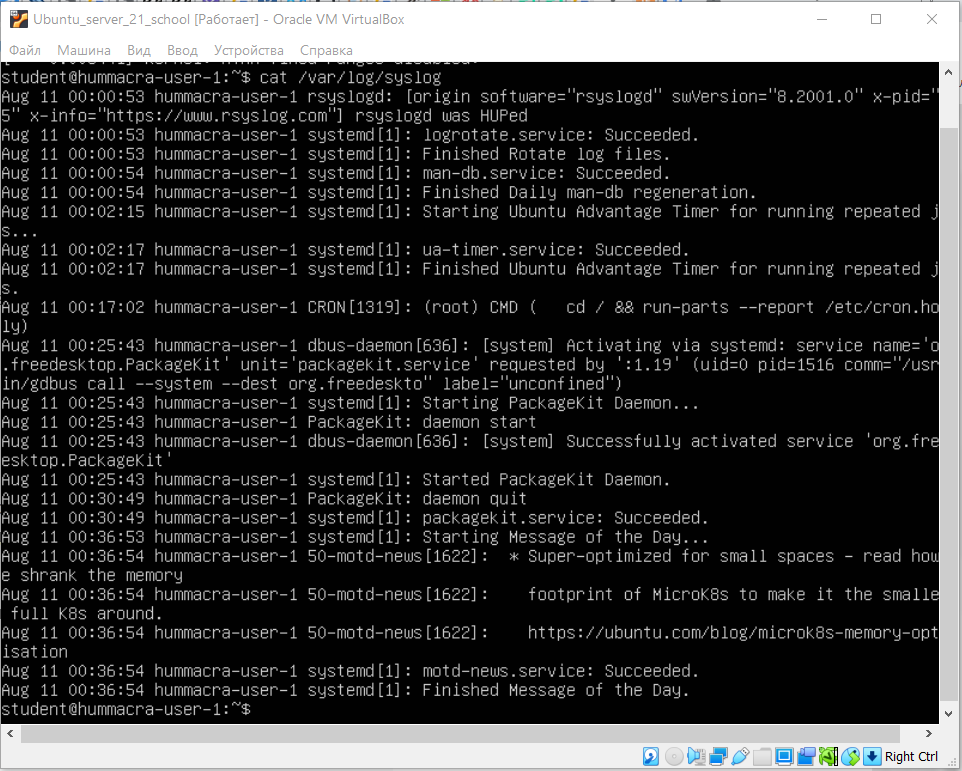 Ubuntu_server_21_school [Работает] - Oracle VM VirtualBox
Файл Машина Вид Ввод Устройства Справка
student@hummacra-user-1:~$ cat /var/log/syslog
Aug 11 00:00:53 hummacra-user-1 rsyslogd: [origin software="rsyslogd" swVersion="8.2001.0" x-pid="
5" x-info="https://www.rsyslog.com"] rsyslogd was HUPed
Aug 11 00:00:53 hummacra-user-1 systemd[1]: logrotate.service: Succeeded.
Aug 11 00:00:53 hummacra-user-1 systemd[1]: Finished Rotate log files.
Aug 11 00:00:54 hummacra-user-1 systemd[1]: man-db.service: Succeeded.
Aug 11 00:00:54 hummacra-user-1 systemd[1]: Finished Daily man-db regeneration.
Aug 11 00:02:15 hummacra-user-1 systemd[1]: Starting Ubuntu Advantage Timer for running repeated j
s...
Aug 11 00:02:17 hummacra-user-1 systemd[1]: ua-timer.service: Succeeded.
Aug 11 00:02:17 hummacra-user-1 systemd[1]: Finished Ubuntu Advantage Timer for running repeated j
s.
Aug 11 00:17:02 hummacra-user-1 CRON[1319]: (root) CMD (   cd / && run-parts --report /etc/cron.ho
ly)
Aug 11 00:25:43 hummacra-user-1 dbus-daemon[636]: [system] Activating via systemd: service name='o
.freedesktop.PackageKit' unit='packagekit.service' requested by ':1.19' (uid=0 pid=1516 comm="/usr
in/gdbus call --system --dest org.freedeskto" label="unconfined")
Aug 11 00:25:43 hummacra-user-1 systemd[1]: Starting PackageKit Daemon...
Aug 11 00:25:43 hummacra-user-1 PackageKit: daemon start
Aug 11 00:25:43 hummacra-user-1 dbus-daemon[636]: [system] Successfully activated service 'org.fre
esktop.PackageKit'
Aug 11 00:25:43 hummacra-user-1 systemd[1]: Started PackageKit Daemon.
Aug 11 00:30:49 hummacra-user-1 PackageKit: daemon quit
Aug 11 00:30:49 hummacra-user-1 systemd[1]: packagekit.service: Succeeded.
Aug 11 00:36:53 hummacra-user-1 systemd[1]: Starting Message of the Day...
Aug 11 00:36:54 hummacra-user-1 50-motd-news[1622]:  * Super-optimized for small spaces - read how
e shrank the memory
Aug 11 00:36:54 hummacra-user-1 50-motd-news[1622]:    footprint of MicroK8s to make it the smalle
 full K8s around.
Aug 11 00:36:54 hummacra-user-1 50-motd-news[1622]:    https://ubuntu.com/blog/microk8s-memory-opt
isation
Aug 11 00:36:54 hummacra-user-1 systemd[1]: motd-news.service: Succeeded.
Aug 11 00:36:54 hummacra-user-1 systemd[1]: Finished Message of the Day.
student@hummacra-user-1:~$
Right Ctrl